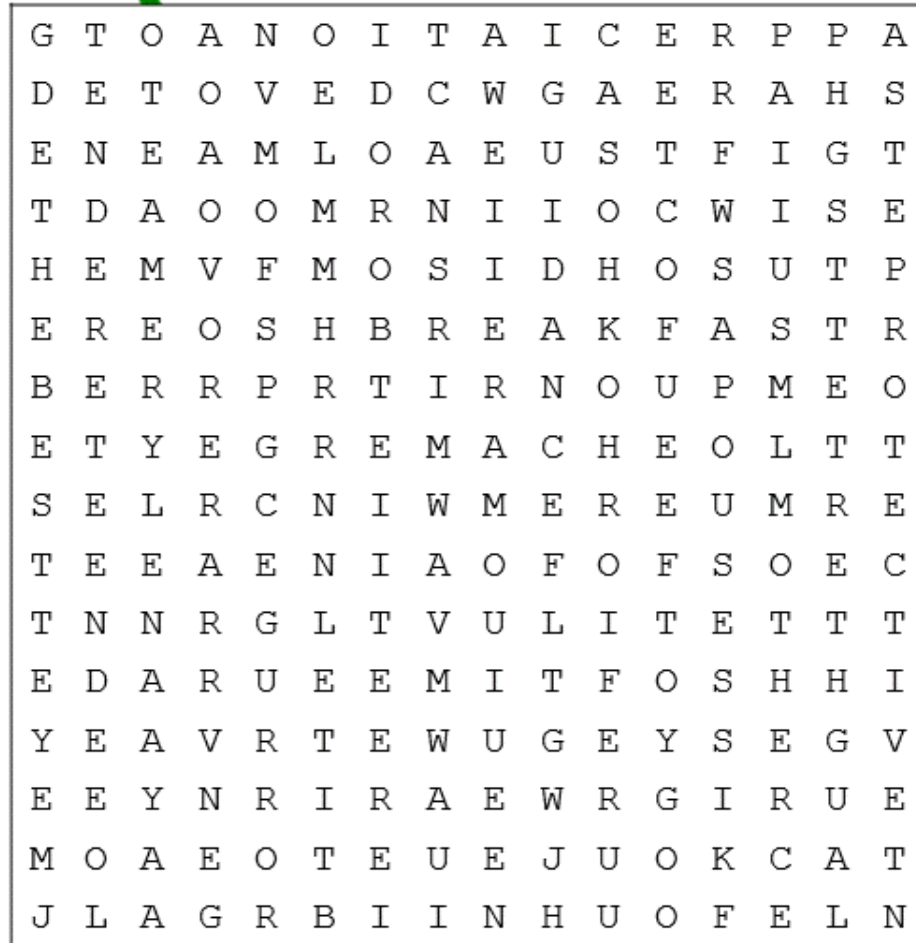 G T O A N O I T A I C E R P P A
D E T O V E D C W G A E R A H S
E N E A M L O A E U S T F I G T
T D A O O M R N I I O C W I S E
H E M V F M O S I D H O S U T P
E R E O S H B R E A K F A S T R
B E R R P R T I R N O U P M E O
E T Y E G R E M A C H E O L T T
S E L R C N I W M E R E U M R E
T E E A E N I A O F O F S O E C
T N N R G L T V U L I T E T T T
E D A R U E E M I T F O S H H I
Y E A V R T E W U G E Y S E G V
E E Y N R I R A E W R G I R U E
M O A E O T E U E J U O K C A T
J L A G R B I I N H U O F E L N